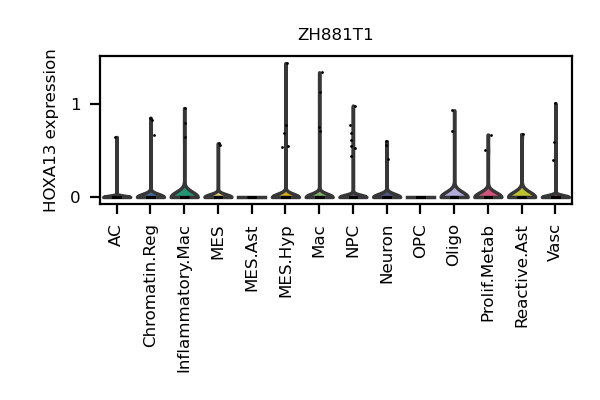 ZH881T1
HOXA13 expression
1
0
AC
Chromatin.Reg
Inflammatory.Mac
MES
MES.Ast
MES.Hyp
Mac
NPC
Neuron
OPC
Oligo
Prolif.Metab
Reactive.Ast
Vasc